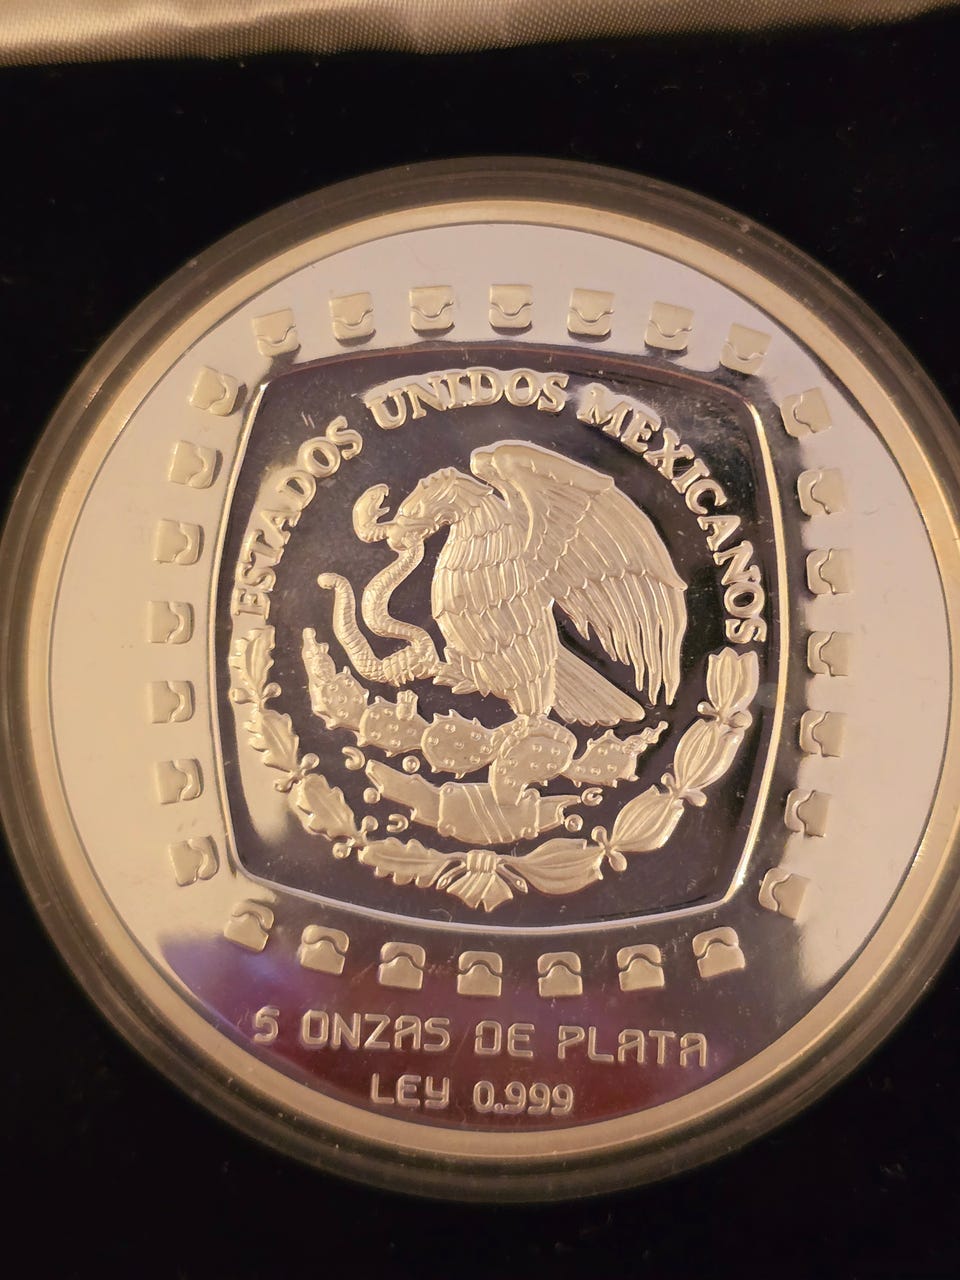 ESTADOS UNIDOS MEXICANOS
5 ONZAS DE PLATA
LEY 0.999